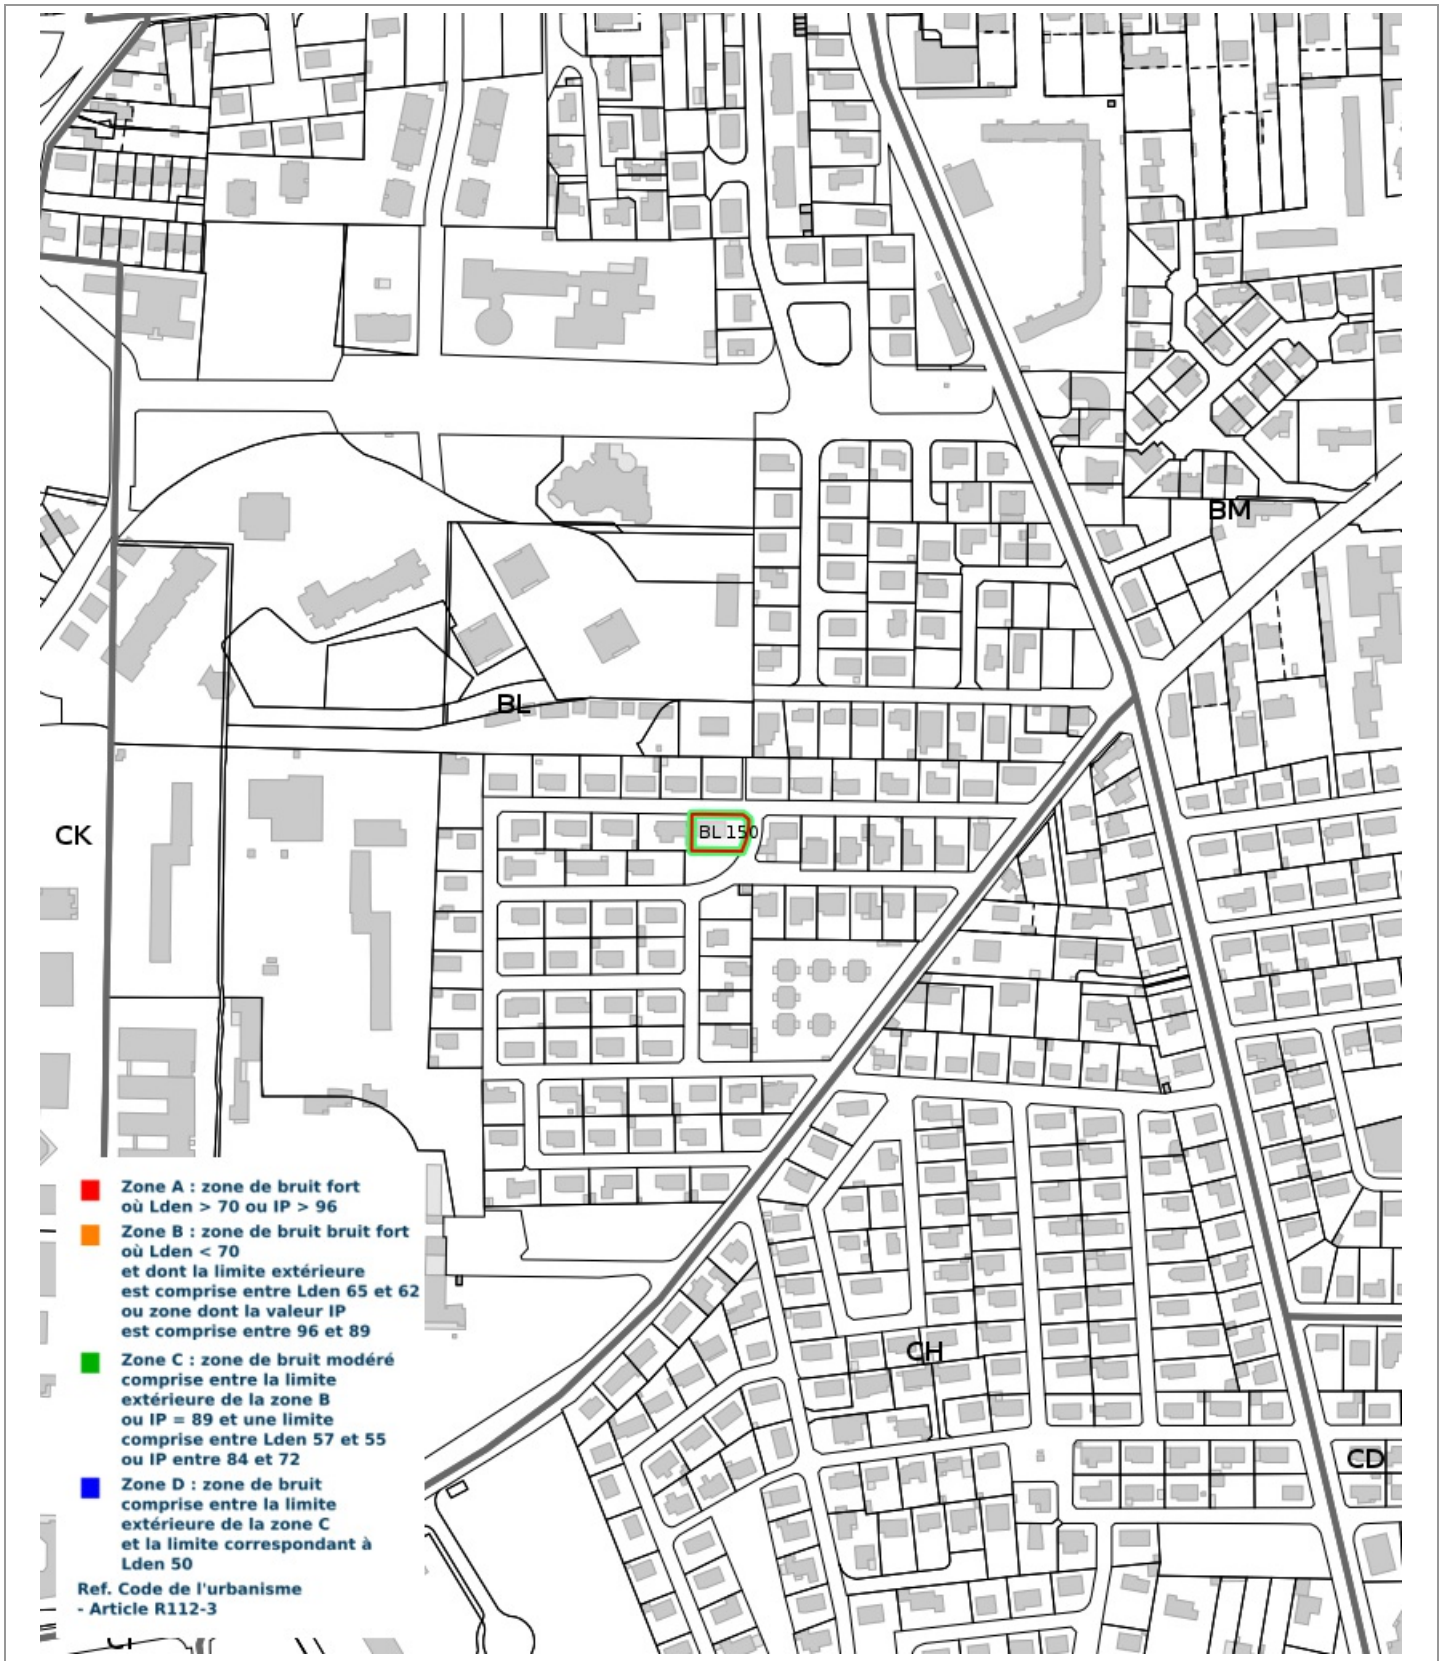 BM
BL
CK
BL 150
Zone A : zone de bruit fort
où Lden > 70 ou IP > 96
Zone B : zone de bruit bruit fort
où Lden < 70
et dont la limite extérieure
est comprise entre Lden 65 et 62
ou zone dont la valeur IP
est comprise entre 96 et 89
Zone C : zone de bruit modéré
comprise entre la limite
extérieure de la zone B
ou IP = 89 et une limite
comprise entre Lden 57 et 55
ou IP entre 84 et 72
Zone D : zone de bruit
comprise entre la limite
extérieure de la zone C
et la limite correspondant à
Lden 50
Ref. Code de l'urbanisme
- Article R112-3
CH
CD